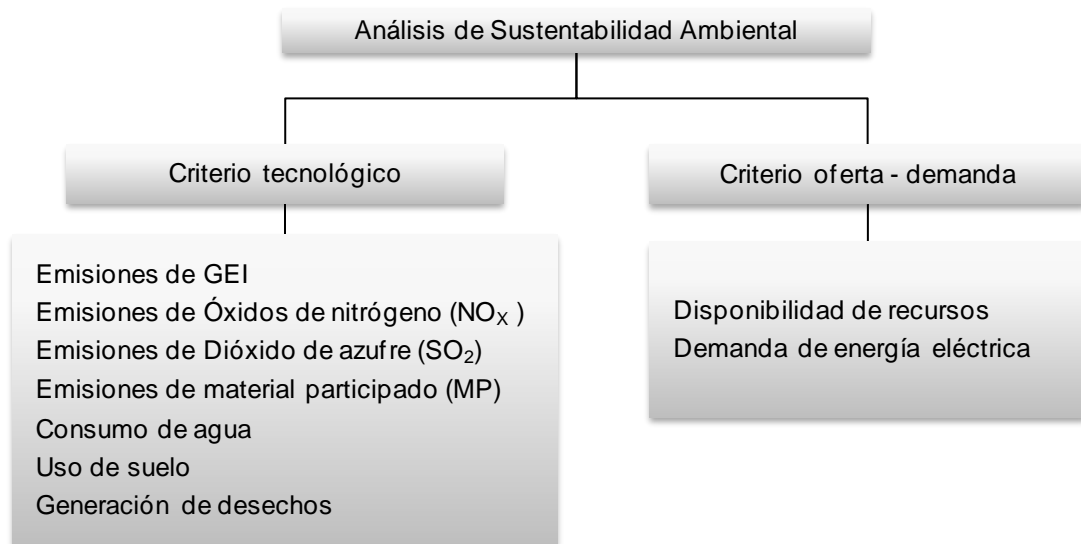 Análisis de Sustentabilidad Ambiental
Criterio tecnológico
Criterio oferta - demanda
Emisiones de GEI
Emisiones de Óxidos de nitrógeno (NOX )
Emisiones de Dióxido de azufre (SO2)
Emisiones de material participado (MP)
Consumo de agua
Uso de suelo
Generación de desechos
Disponibilidad de recursos
Demanda de energía eléctrica